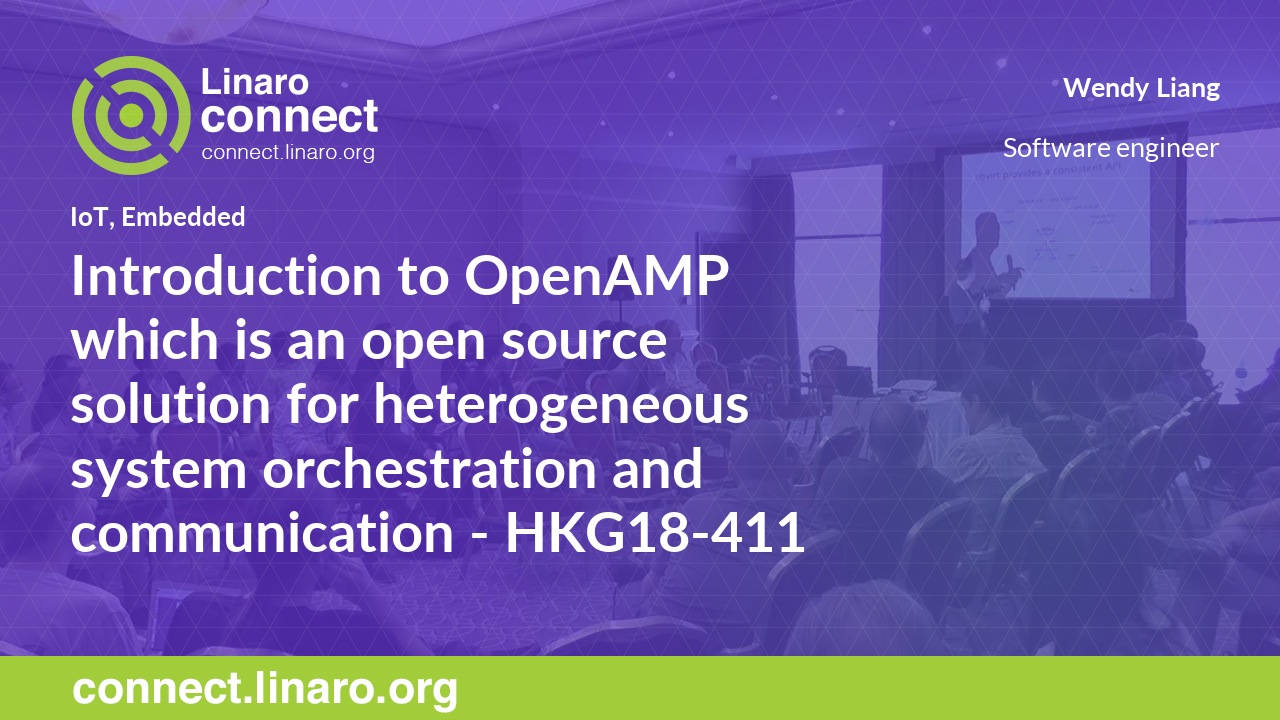 Linaro
connect
connect.linaro.org
Wendy Liang
Software engineer
IoT, Embedded
Introduction to OpenAMP
which is an open source
solution for heterogeneous
system orchestration and
communication - HKG18-411
connect.linaro.org